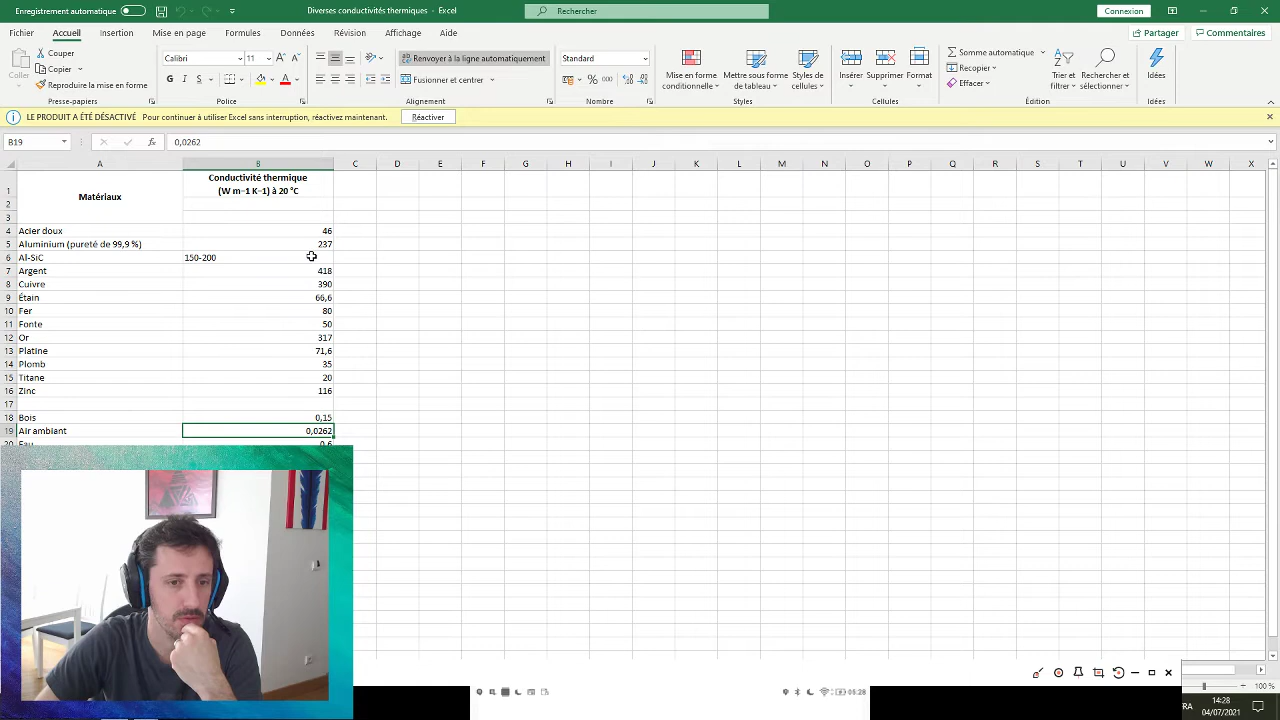 Enregistrement automatique
Diverses conductivités thermiques - Excel
Rechercher
Connexion
Fichier Accueil Insertion Mise en page Formules Données Révision Affichage Aide
Partager Commentaires
Coller
Couper
Copier
Reproduire la mise en forme
Presse-papiers
Calibri 11
G I S
Police
Renvoyer à la ligne automatiquement
Fusionner et centrer
Alignement
Standard
% 000
Nombre
Mise en forme conditionnelle
Mettre sous forme de tableau
Styles de cellules
Styles
Insérer
Supprimer
Format
Cellules
Somme automatique
Recopier
Effacer
Trier et filtrer
Rechercher et sélectionner
Édition
Idées
Idées
LE PRODUIT A ÉTÉ DÉSACTIVÉ Pour continuer à utiliser Excel sans interruption, réactivez maintenant. Réactiver
B19 fx 0,0262
A B C D E F G H I J K L M N O P Q R S T U V W X
1 Matériaux Conductivité thermique
(W m−1 K−1) à 20 °C
2
3
4 Acier doux 46
5 Aluminium (pureté de 99,9 %) 237
6 Al-SiC 150-200
7 Argent 418
8 Cuivre 390
9 Étain 66,6
10 Fer 80
11 Fonte 50
12 Or 317
13 Platine 71,6
14 Plomb 35
15 Titane 20
16 Zinc 116
17
18 Bois 0,15
19 Air ambiant 0,0262
20 Eau 0,6
100 %
06:28
14:28
04/07/2021